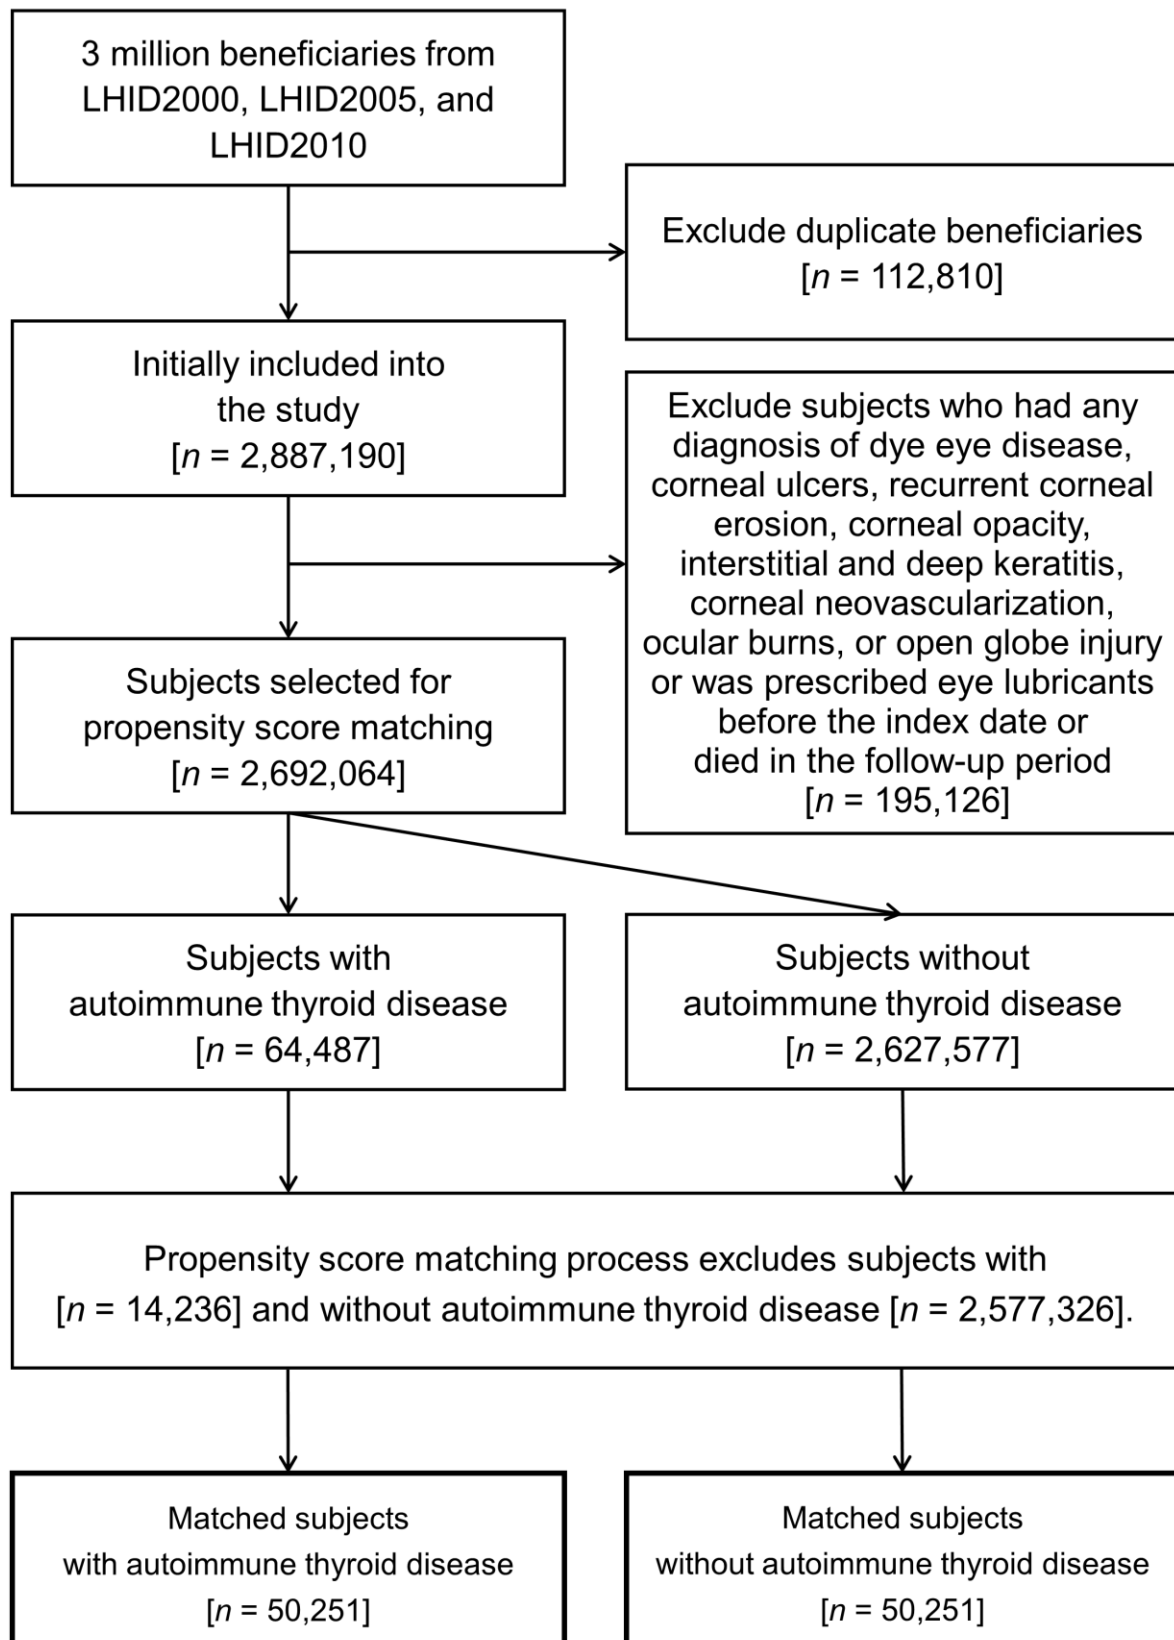 3 million beneficiaries from
LHID2000, LHID2005, and
LHID2010
Exclude duplicate beneficiaries
[n = 112,810]
Initially included into
the study
[n = 2,887,190]
Exclude subjects who had any
diagnosis of dye eye disease,
corneal ulcers, recurrent corneal
erosion, corneal opacity,
interstitial and deep keratitis,
corneal neovascularization,
ocular burns, or open globe injury
or was prescribed eye lubricants
before the index date or
died in the follow-up period
[n = 195,126]
Subjects selected for
propensity score matching
[n = 2,692,064]
Subjects with
autoimmune thyroid disease
[n = 64,487]
Subjects without
autoimmune thyroid disease
[n = 2,627,577]
Propensity score matching process excludes subjects with
[n = 14,236] and without autoimmune thyroid disease [n = 2,577,326].
Matched subjects
with autoimmune thyroid disease
[n = 50,251]
Matched subjects
without autoimmune thyroid disease
[n = 50,251]